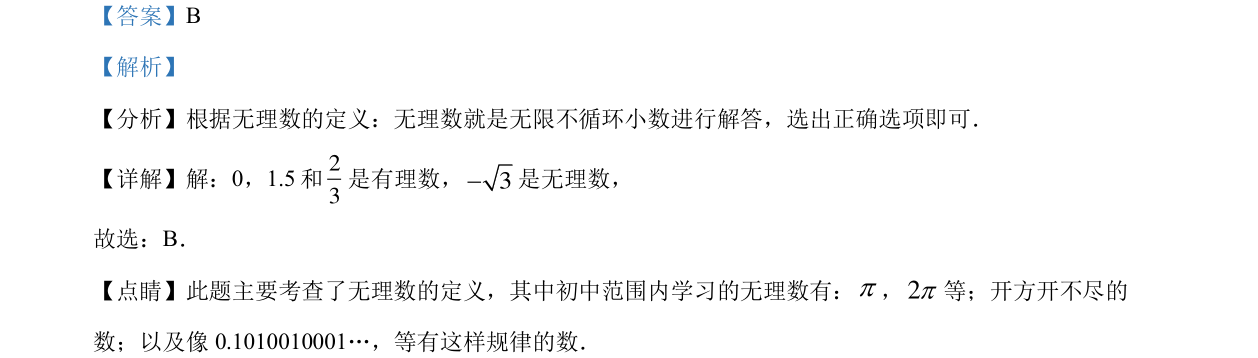 【答案】B
【解析】
【分析】根据无理数的定义：无理数就是无限不循环小数进行解答，选出正确选项即可．
【详解】解：0，1.5 和 2/3 是有理数，−√3 是无理数，
故选：B．
【点睛】此题主要考查了无理数的定义，其中初中范围内学习的无理数有：π，2π 等；开方开不尽的
数；以及像 0.1010010001…，等有这样规律的数．